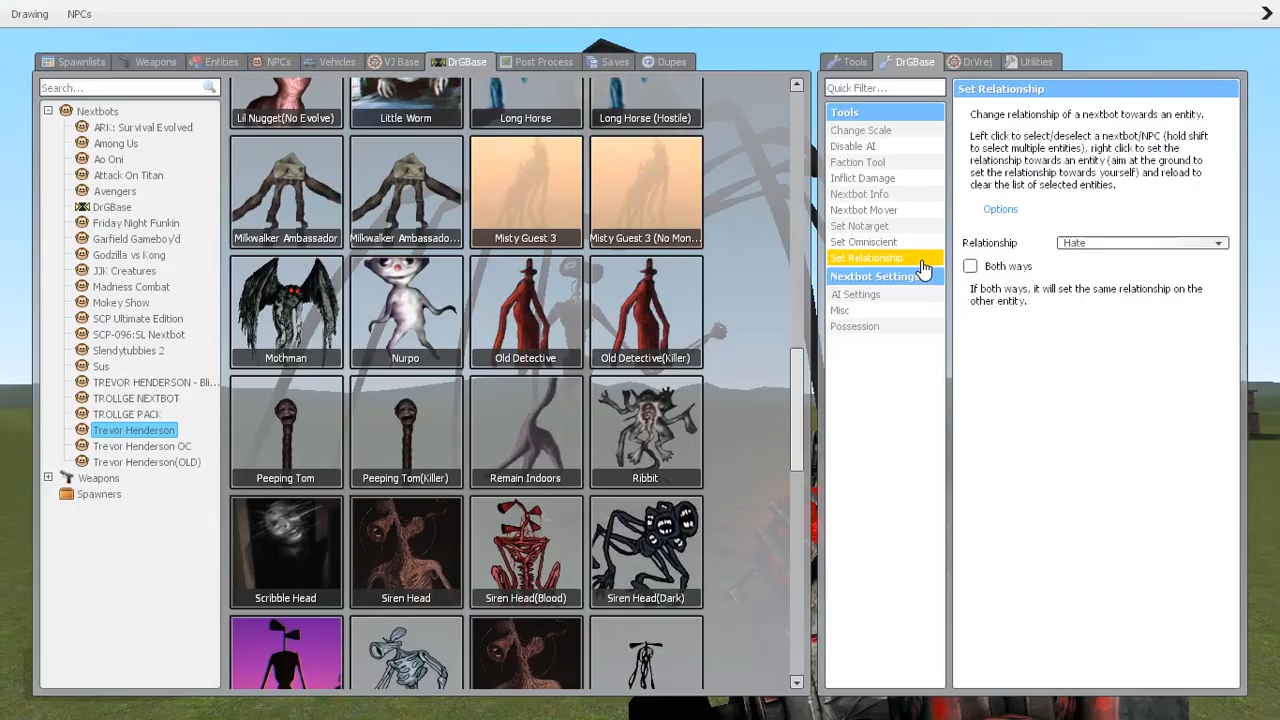 Drawing NPCs
Spawnlists Weapons Entities NPCs Vehicles VJ Base DrGBase Post Process Saves Dupes
Search...
Nextbots
ARK: Survival Evolved
Among Us
Ao Oni
Attack On Titan
Avengers
DrGBase
Friday Night Funkin
Garfield Gameboy'd
Godzilla vs Kong
JJK Creatures
Madness Combat
Mokey Show
SCP Ultimate Edition
SCP-096:SL Nextbot
Slendytubbies 2
Sus
TREVOR HENDERSON - Bli...
TROLLGE NEXTBOT
TROLLGE PACK
Trevor Henderson
Trevor Henderson OC
Trevor Henderson(OLD)
Weapons
Spawners
Lil Nugget(No Evolve) Little Worm Long Horse Long Horse (Hostile)
Milkwalker Ambassador Milkwalker Ambassado... Misty Guest 3 Misty Guest 3 (No Mon...
Mothman Nurpo Old Detective Old Detective(Killer)
Peeping Tom Peeping Tom(Killer) Remain Indoors Ribbit
Scribble Head Siren Head Siren Head(Blood) Siren Head(Dark)
Tools DrGBase DrVrej Utilities
Quick Filter...
Tools
Change Scale
Disable AI
Faction Tool
Inflict Damage
Nextbot Info
Nextbot Mover
Set Notarget
Set Omniscient
Set Relationship
Nextbot Settings
AI Settings
Misc
Possession
Set Relationship
Change relationship of a nextbot towards an entity.
Left click to select/deselect a nextbot/NPC (hold shift
to select multiple entities), right click to set the
relationship towards an entity (aim at the ground to
set the relationship towards yourself) and reload to
clear the list of selected entities.
Options
Relationship Hate
Both ways
If both ways, it will set the same relationship on the
other entity.